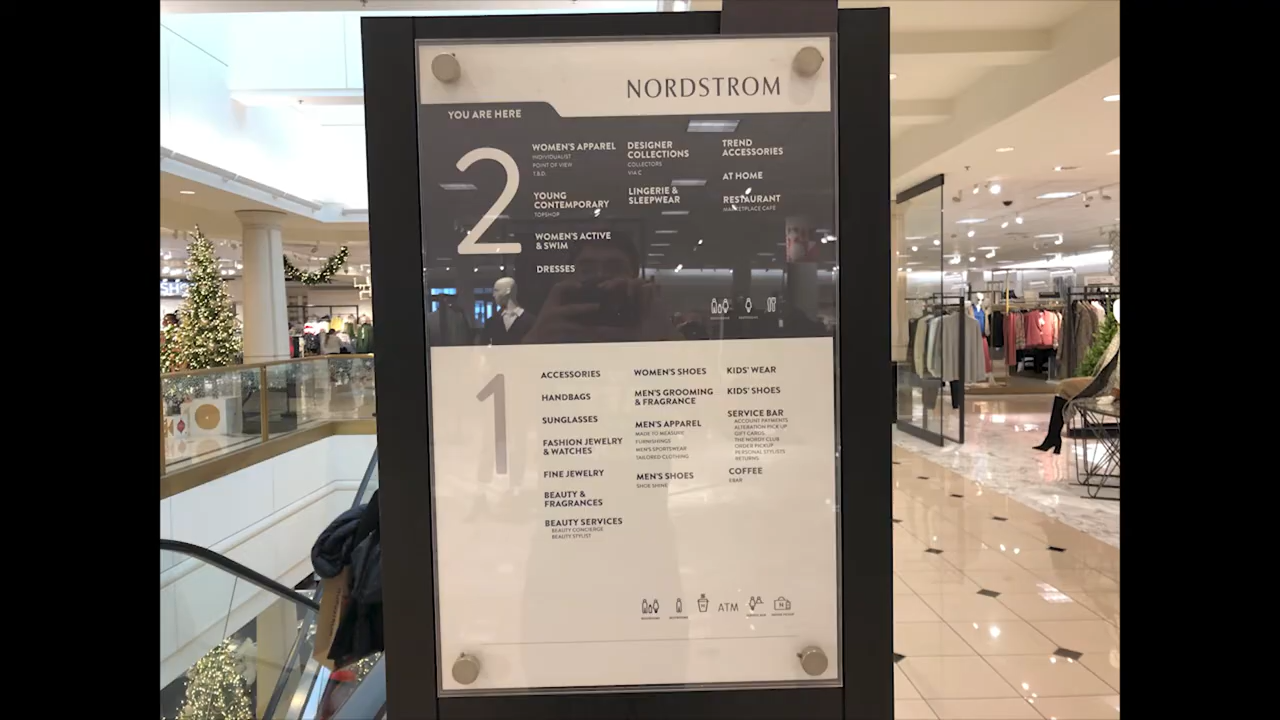 NORDSTROM
YOU ARE HERE
2
WOMEN'S APPAREL
INDIVIDUALIST
POINT OF VIEW
T.B.D.
YOUNG
CONTEMPORARY
TOPSHOP
WOMEN'S ACTIVE
& SWIM
DRESSES
DESIGNER
COLLECTIONS
COLLECTORS
VIA C
LINGERIE &
SLEEPWEAR
TREND
ACCESSORIES
AT HOME
RESTAURANT
MARKETPLACE CAFE
1
ACCESSORIES
HANDBAGS
SUNGLASSES
FASHION JEWELRY
& WATCHES
FINE JEWELRY
BEAUTY &
FRAGRANCES
BEAUTY SERVICES
BEAUTY CONCIERGE
BEAUTY STYLIST
WOMEN'S SHOES
MEN'S GROOMING
& FRAGRANCE
MEN'S APPAREL
MADE TO MEASURE
FURNISHINGS
MEN'S SPORTSWEAR
TAILORED CLOTHING
MEN'S SHOES
SHOE SHINE
KIDS' WEAR
KIDS' SHOES
SERVICE BAR
ACCOUNT PAYMENTS
ALTERATION PICK UP
GIFT CARDS
THE NORDY CLUB
ORDER PICKUP
PERSONAL STYLISTS
RETURNS
COFFEE
EBAR
ATM